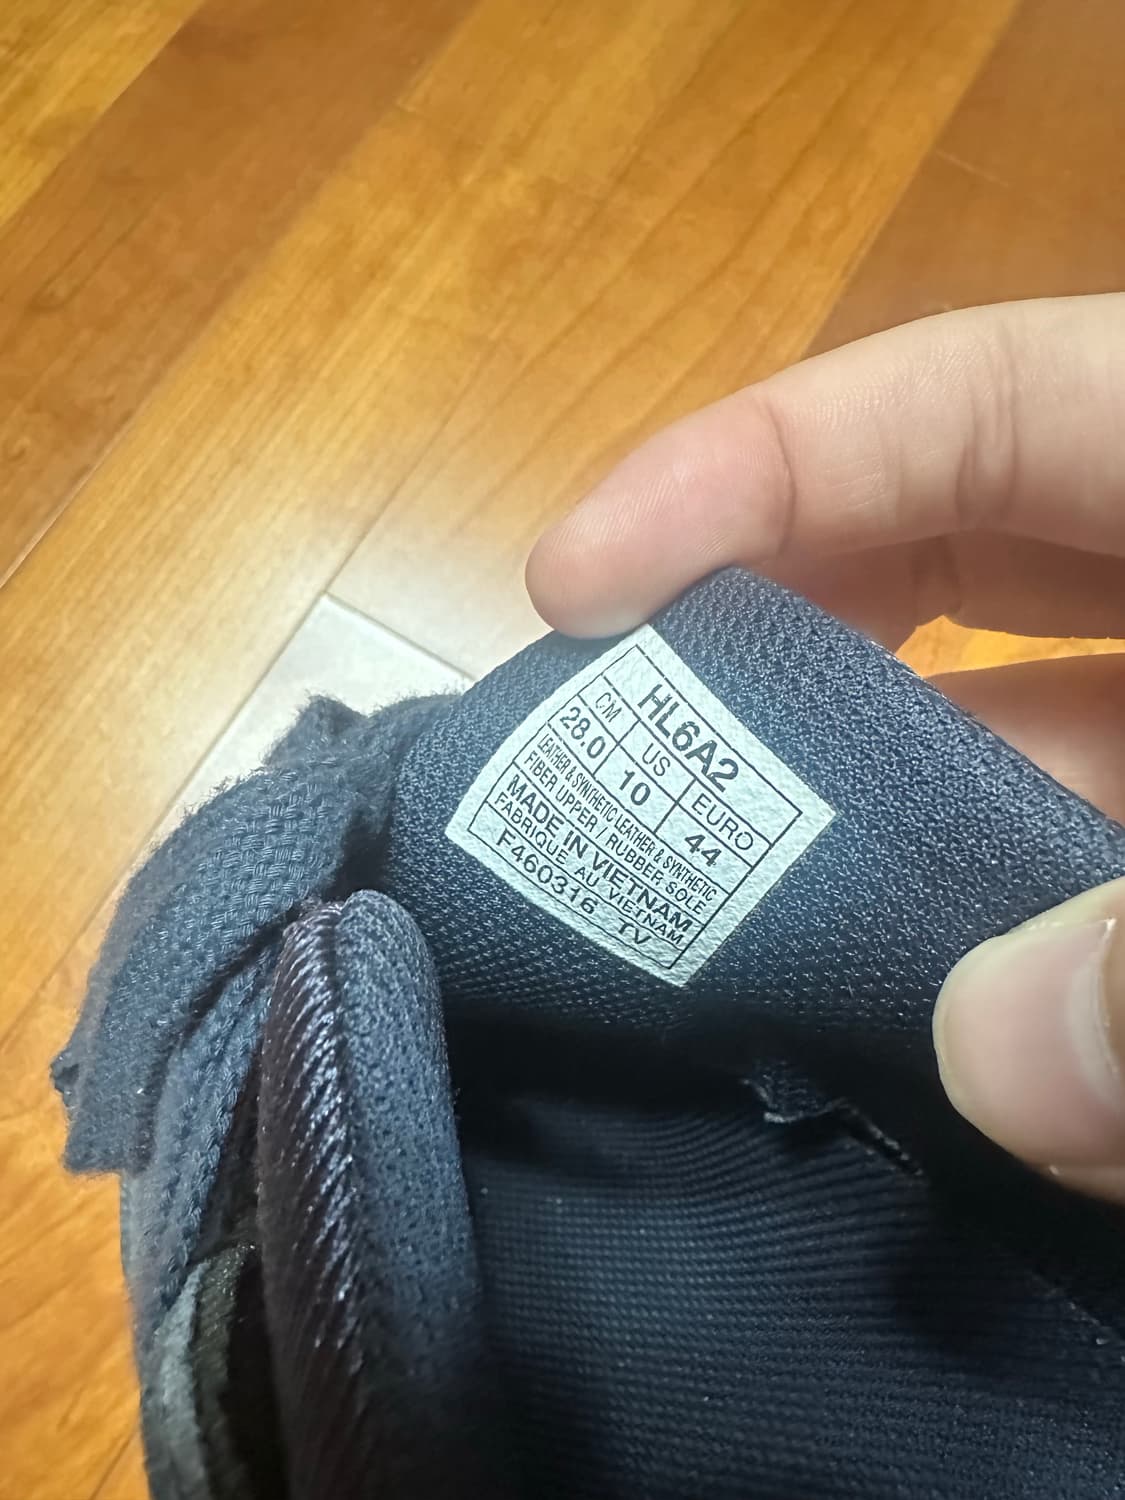 HL6A2
CM US EURO
28.0 10 44
LEATHER & SYNTHETIC LEATHER & SYNTHETIC
FIBER UPPER / RUBBER SOLE
MADE IN VIETNAM
FABRIQUE AU VIETNAM
F460316 TV